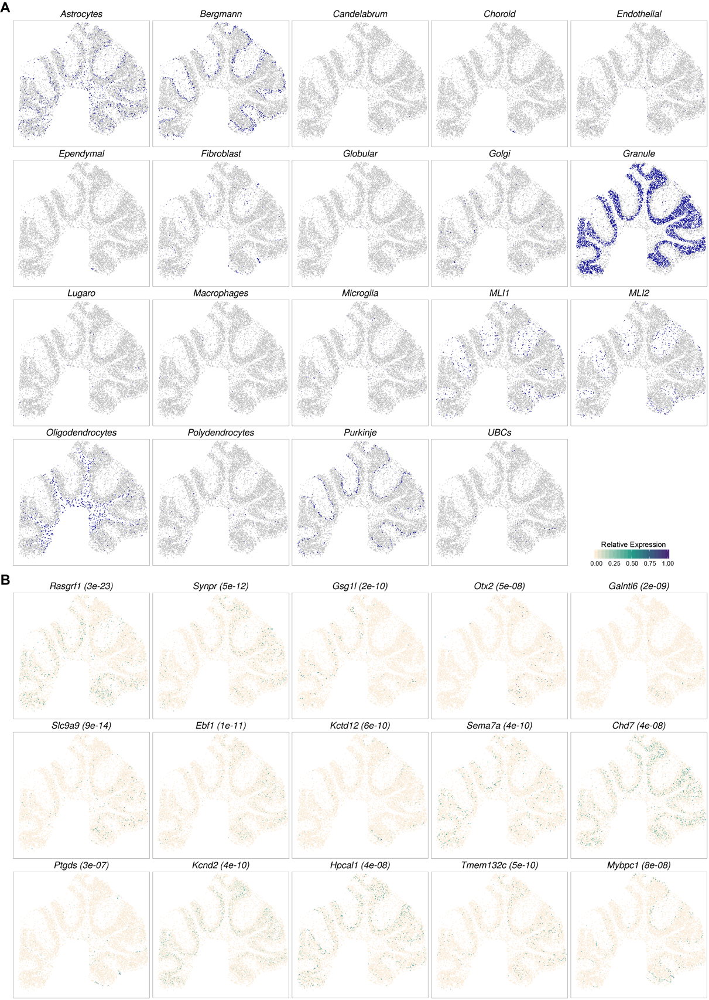 A
Astrocytes Bergmann Candelabrum Choroid Endothelial
Ependymal Fibroblast Globular Golgi Granule
Lugaro Macrophages Microglia MLI1 MLI2
Oligodendrocytes Polydendrocytes Purkinje UBCs
Relative Expression
0.00 0.25 0.50 0.75 1.00
B
Rasgrf1 (3e-23) Synpr (5e-12) Gsg1l (2e-10) Otx2 (5e-08) Galntl6 (2e-09)
Slc9a9 (9e-14) Ebf1 (1e-11) Kctd12 (6e-10) Sema7a (4e-10) Chd7 (4e-08)
Ptgds (3e-07) Kcnd2 (4e-10) Hpcal1 (4e-08) Tmem132c (5e-10) Mybpc1 (8e-08)